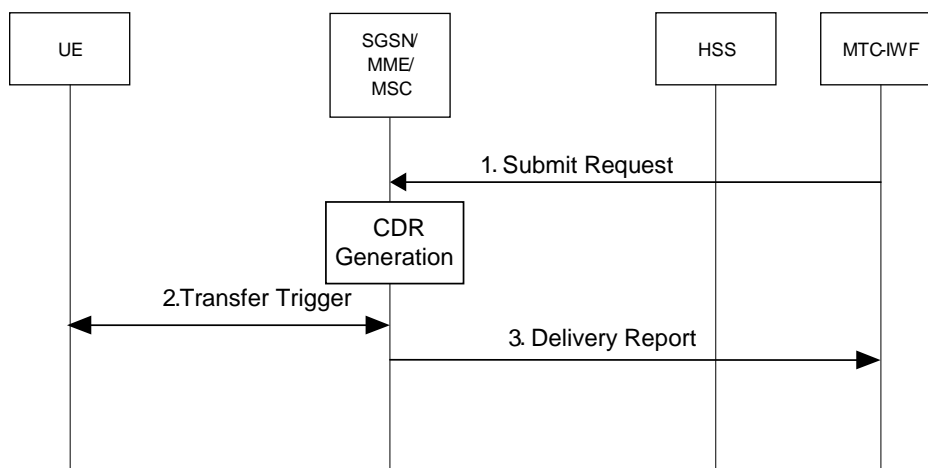 UE
SGSN/
MME/
MSC
HSS
MTC-IWF
1. Submit Request
CDR
Generation
2.Transfer Trigger
3. Delivery Report